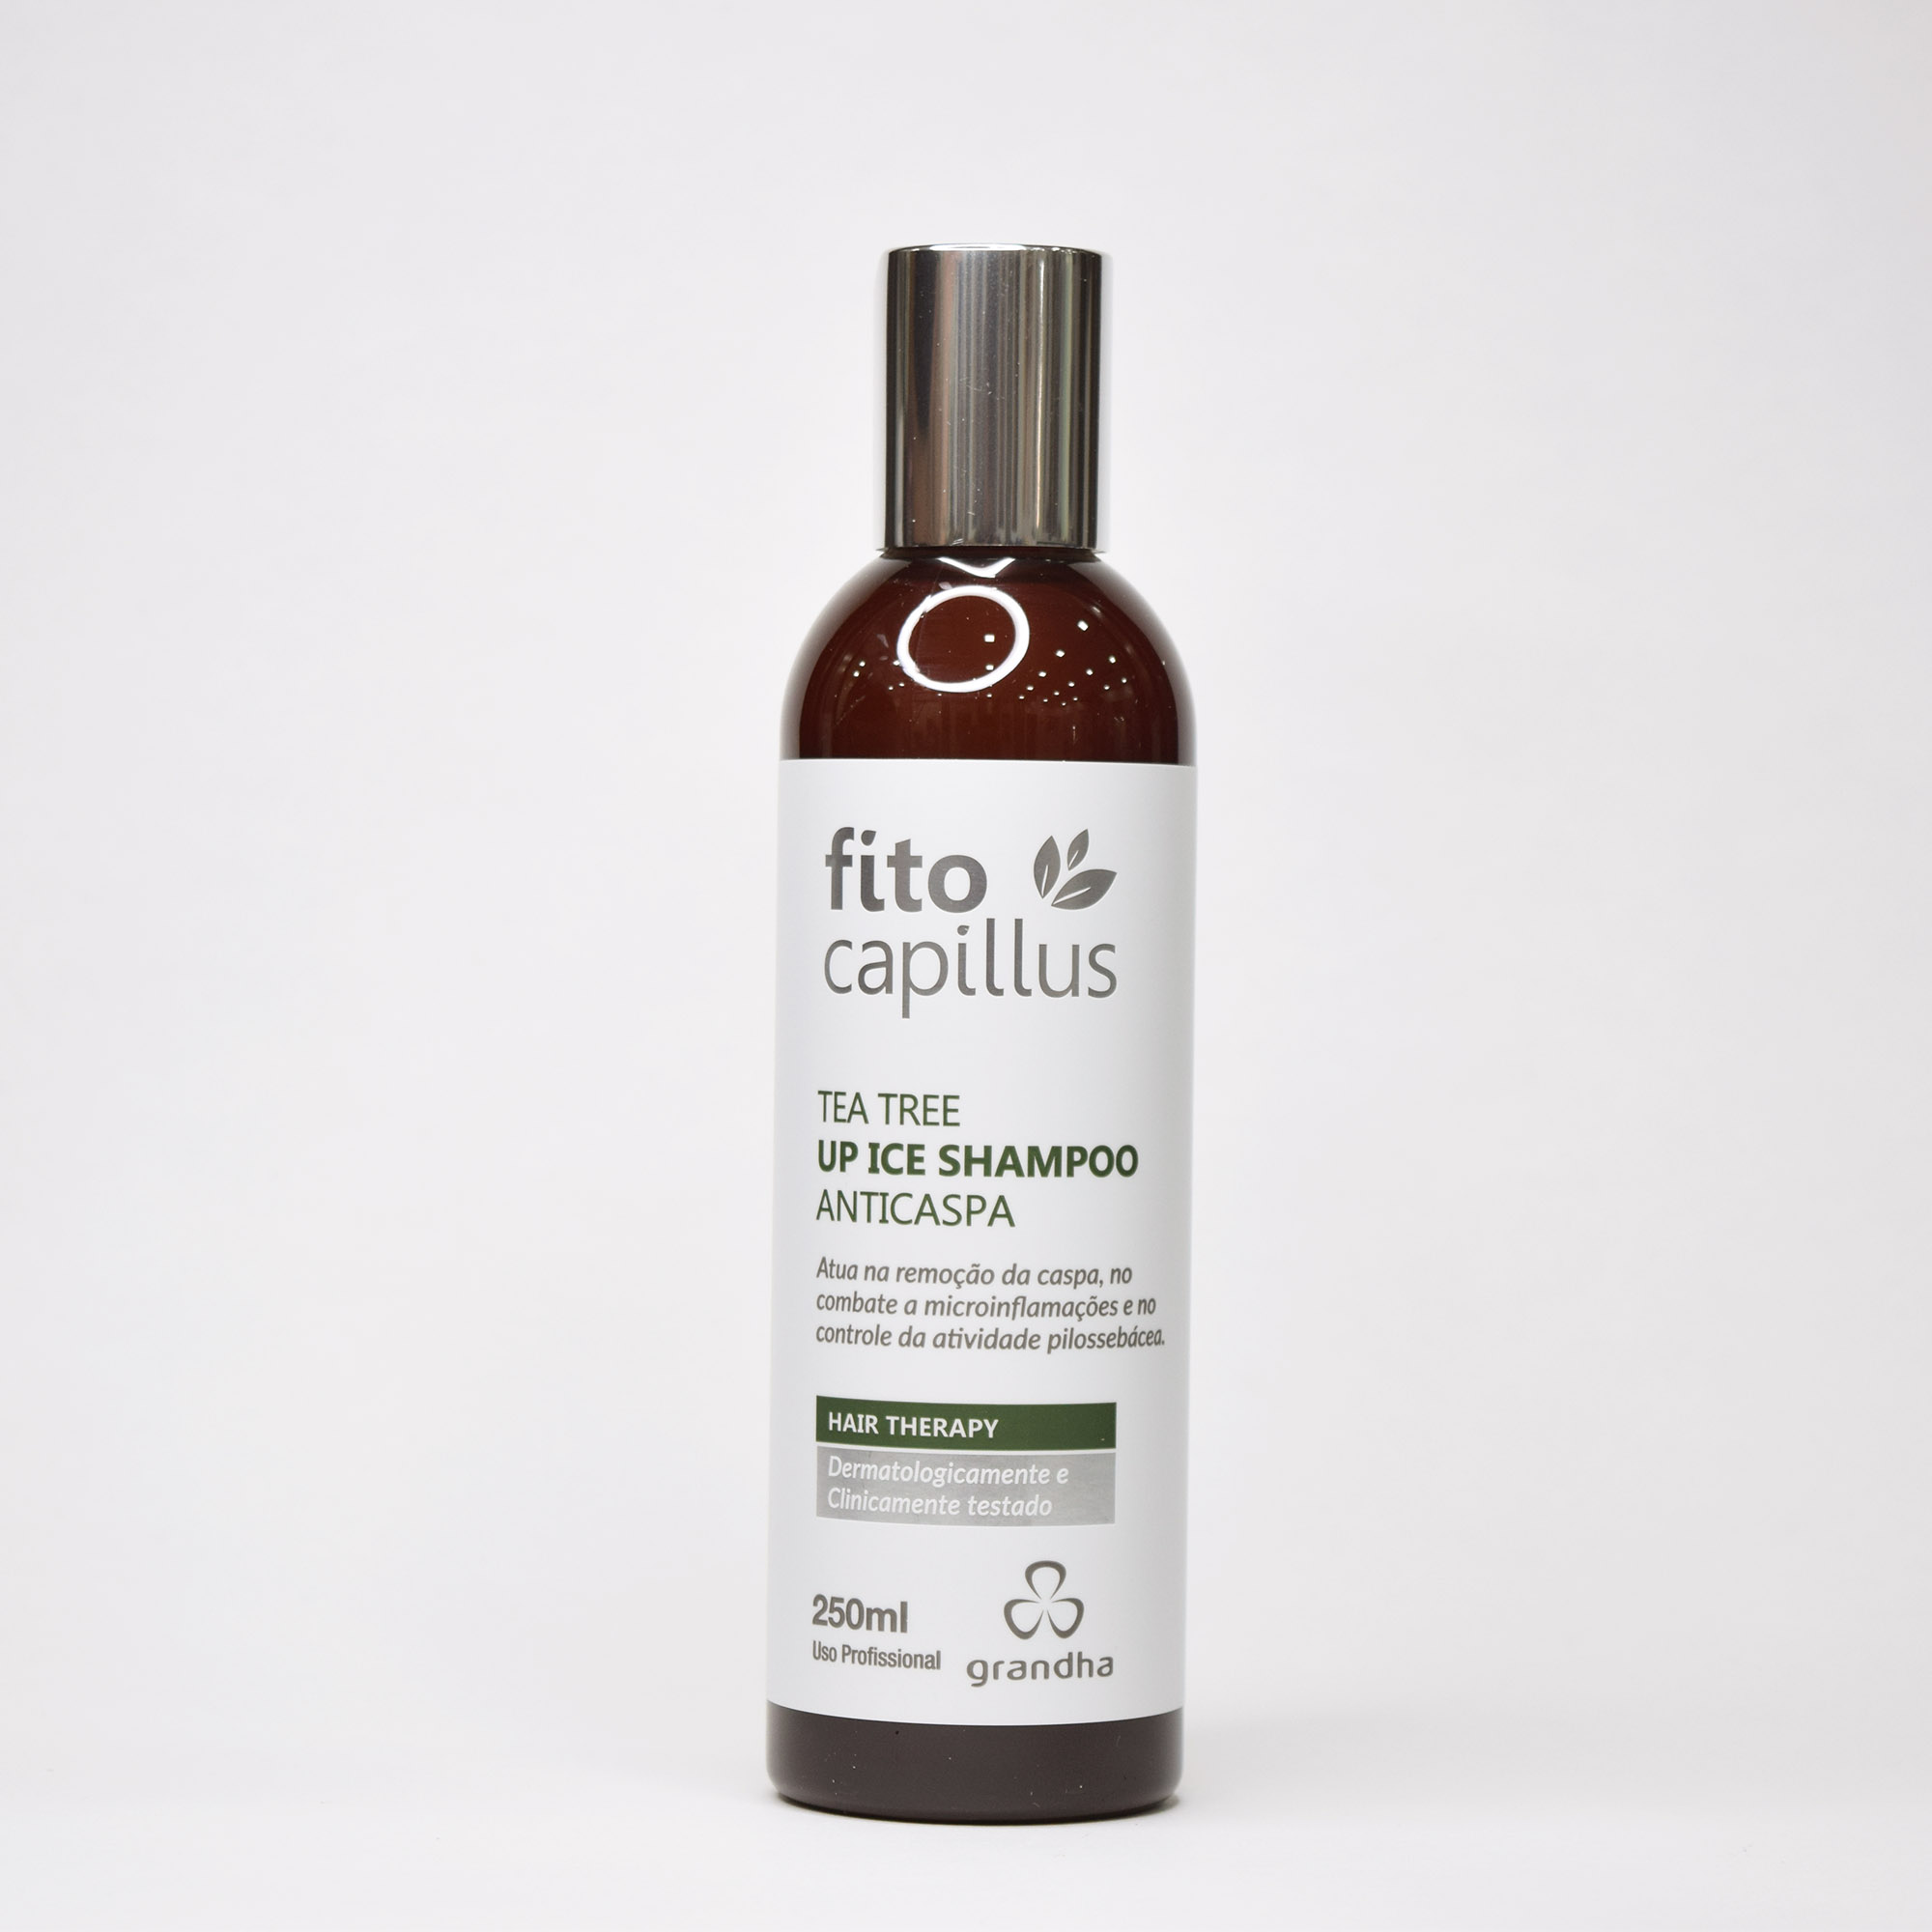 fito
capillus
TEA TREE
UP ICE SHAMPOO
ANTICASPA
Atua na remoção da caspa, no
combate a microinflamações e no
controle da atividade pilossebácea.
HAIR THERAPY
Dermatologicamente e
Clinicamente testado
250ml
Uso Profissional
grandha